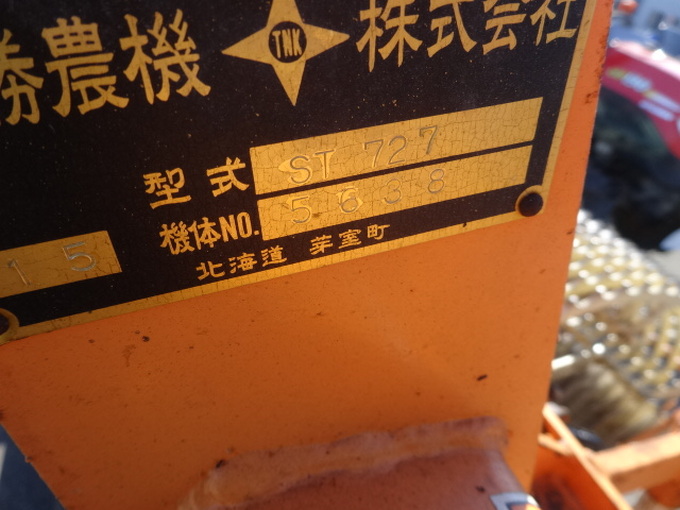 勝農機 TNK 株式会社
型式 ST 727
機体NO. 5638
15
北海道 芽室町